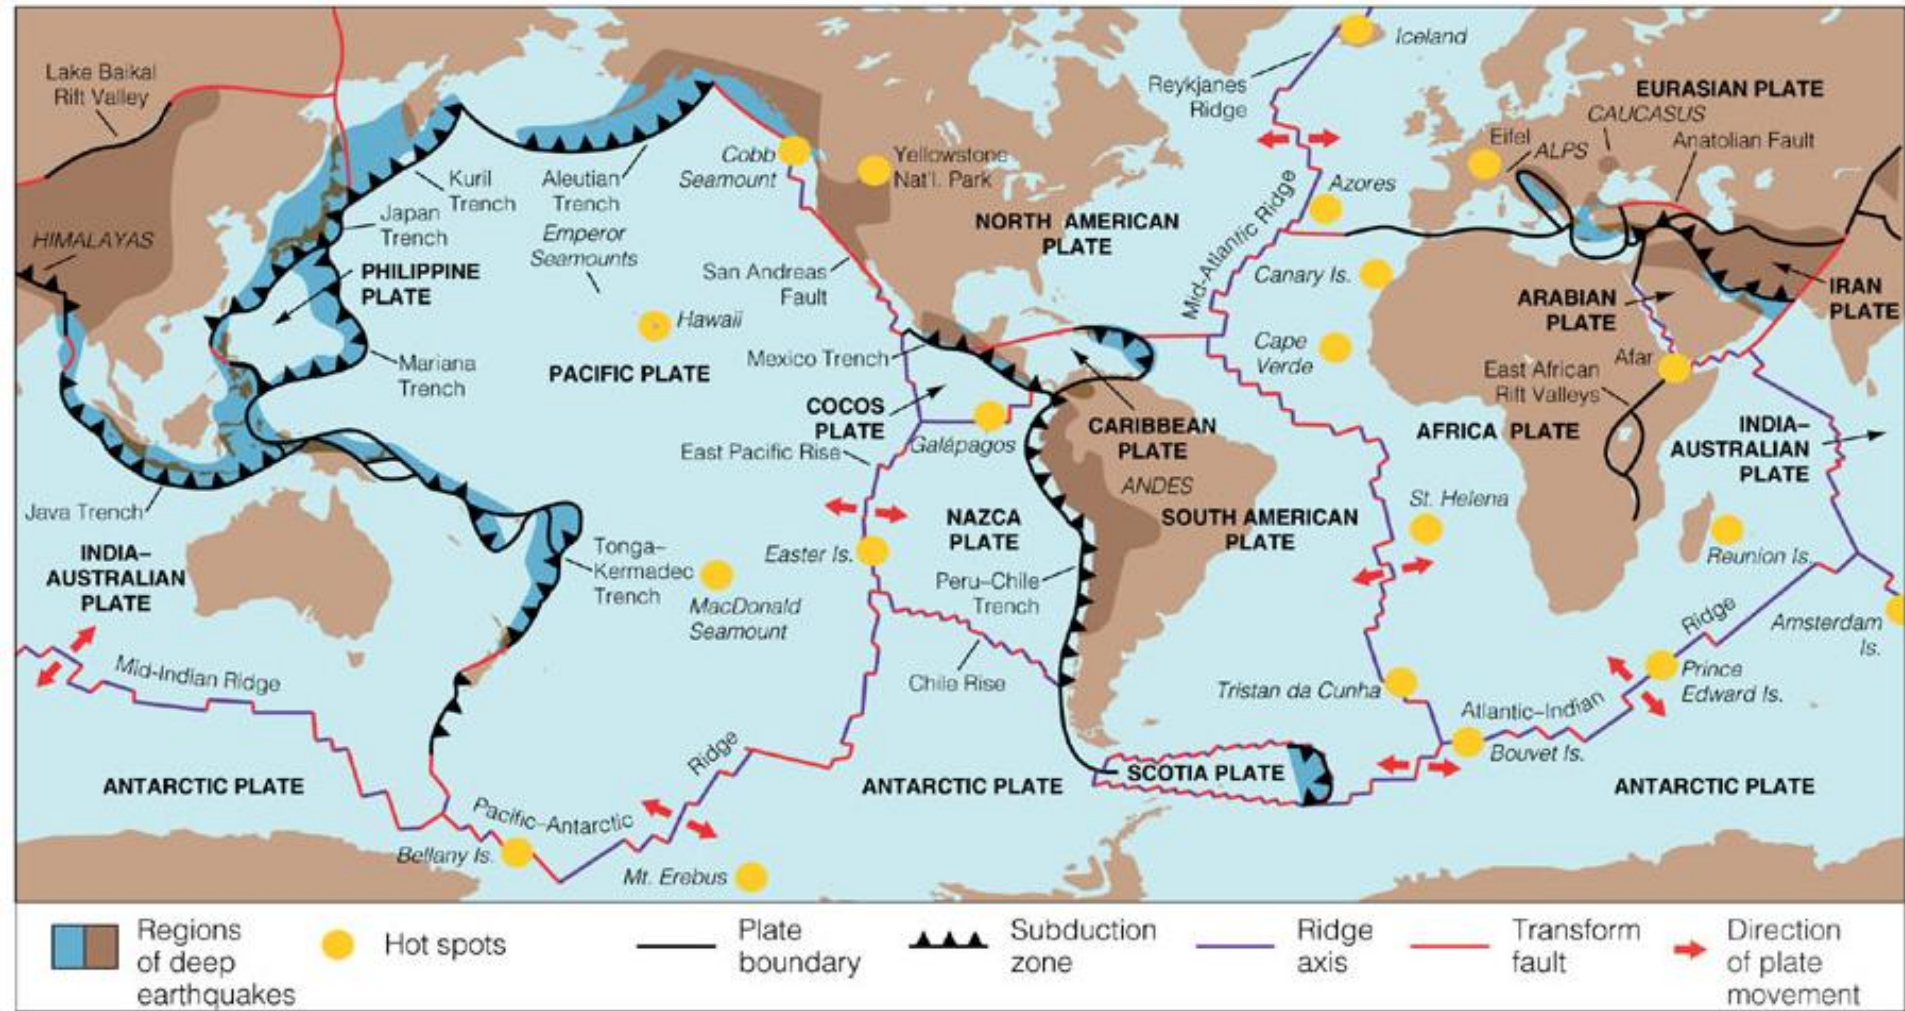 Lake Baikal
Rift Valley
HIMALAYAS
Kuril
Trench
Japan
Trench
PHILIPPINE
PLATE
Mariana
Trench
Aleutian
Trench
Emperor
Seamounts
Hawaii
PACIFIC PLATE
Cobb
Seamount
Yellowstone
Nat'l. Park
San Andreas
Fault
NORTH AMERICAN
PLATE
Mexico Trench
COCOS
PLATE
Galápagos
East Pacific Rise
CARIBBEAN
PLATE
ANDES
NAZCA
PLATE
SOUTH AMERICAN
PLATE
Easter Is.
Peru–Chile
Trench
Chile Rise
Java Trench
INDIA–
AUSTRALIAN
PLATE
Tonga–
Kermadec
Trench
MacDonald
Seamount
Mid-Indian Ridge
ANTARCTIC PLATE
Pacific–Antarctic
Ridge
Bellany Is.
Mt. Erebus
ANTARCTIC PLATE
SCOTIA PLATE
Iceland
Reykjanes
Ridge
EURASIAN PLATE
CAUCASUS
Eifel
ALPS
Anatolian Fault
Azores
Mid-Atlantic Ridge
Canary Is.
Cape
Verde
ARABIAN
PLATE
IRAN
PLATE
Afar
East African
Rift Valleys
AFRICA PLATE
INDIA–
AUSTRALIAN
PLATE
St. Helena
Reunion Is.
Amsterdam
Is.
Tristan da Cunha
Atlantic–Indian
Ridge
Prince
Edward Is.
Bouvet Is.
ANTARCTIC PLATE
Regions
of deep
earthquakes
Hot spots
Plate
boundary
Subduction
zone
Ridge
axis
Transform
fault
Direction
of plate
movement